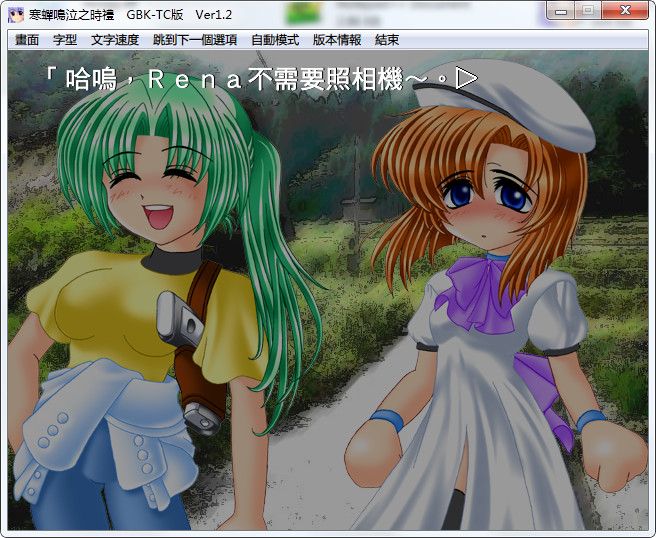 寒蟬鳴泣之時禮 GBK-TC版 Ver1.2
畫面 字型 文字速度 跳到下一個選項 自動模式 版本情報 結束
「哈嗚，Ｒｅｎａ不需要照相機～。▷